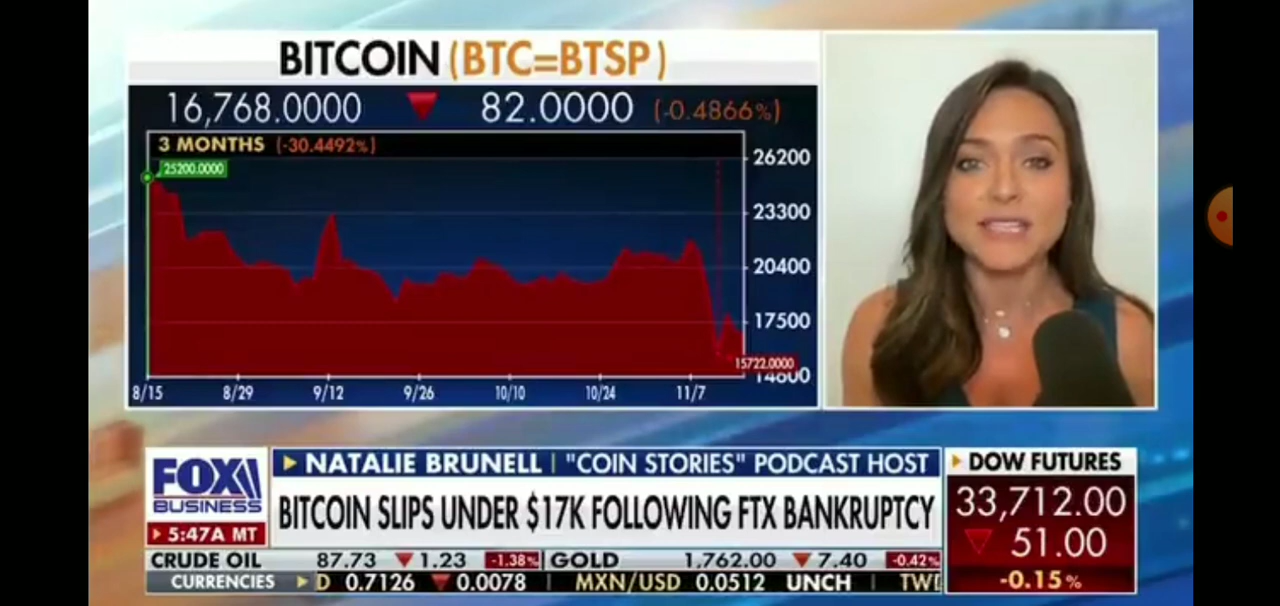 BITCOIN (BTC=BTSP)
16,768.0000 ▼ 82.0000 (-0.4866%)
3 MONTHS (-30.4492%)
25200.0000
26200
23300
20400
17500
15722.0000
14600
8/15 8/29 9/12 9/26 10/10 10/24 11/7
FOX
BUSINESS
5:47A MT
NATALIE BRUNELL | "COIN STORIES" PODCAST HOST
BITCOIN SLIPS UNDER $17K FOLLOWING FTX BANKRUPTCY
DOW FUTURES
33,712.00
▼ 51.00
-0.15%
CRUDE OIL 87.73 ▼ 1.23 -1.38% GOLD 1,762.00 ▼ 7.40 -0.42%
CURRENCIES D 0.7126 ▼ 0.0078 | MXN/USD 0.0512 UNCH | TWD